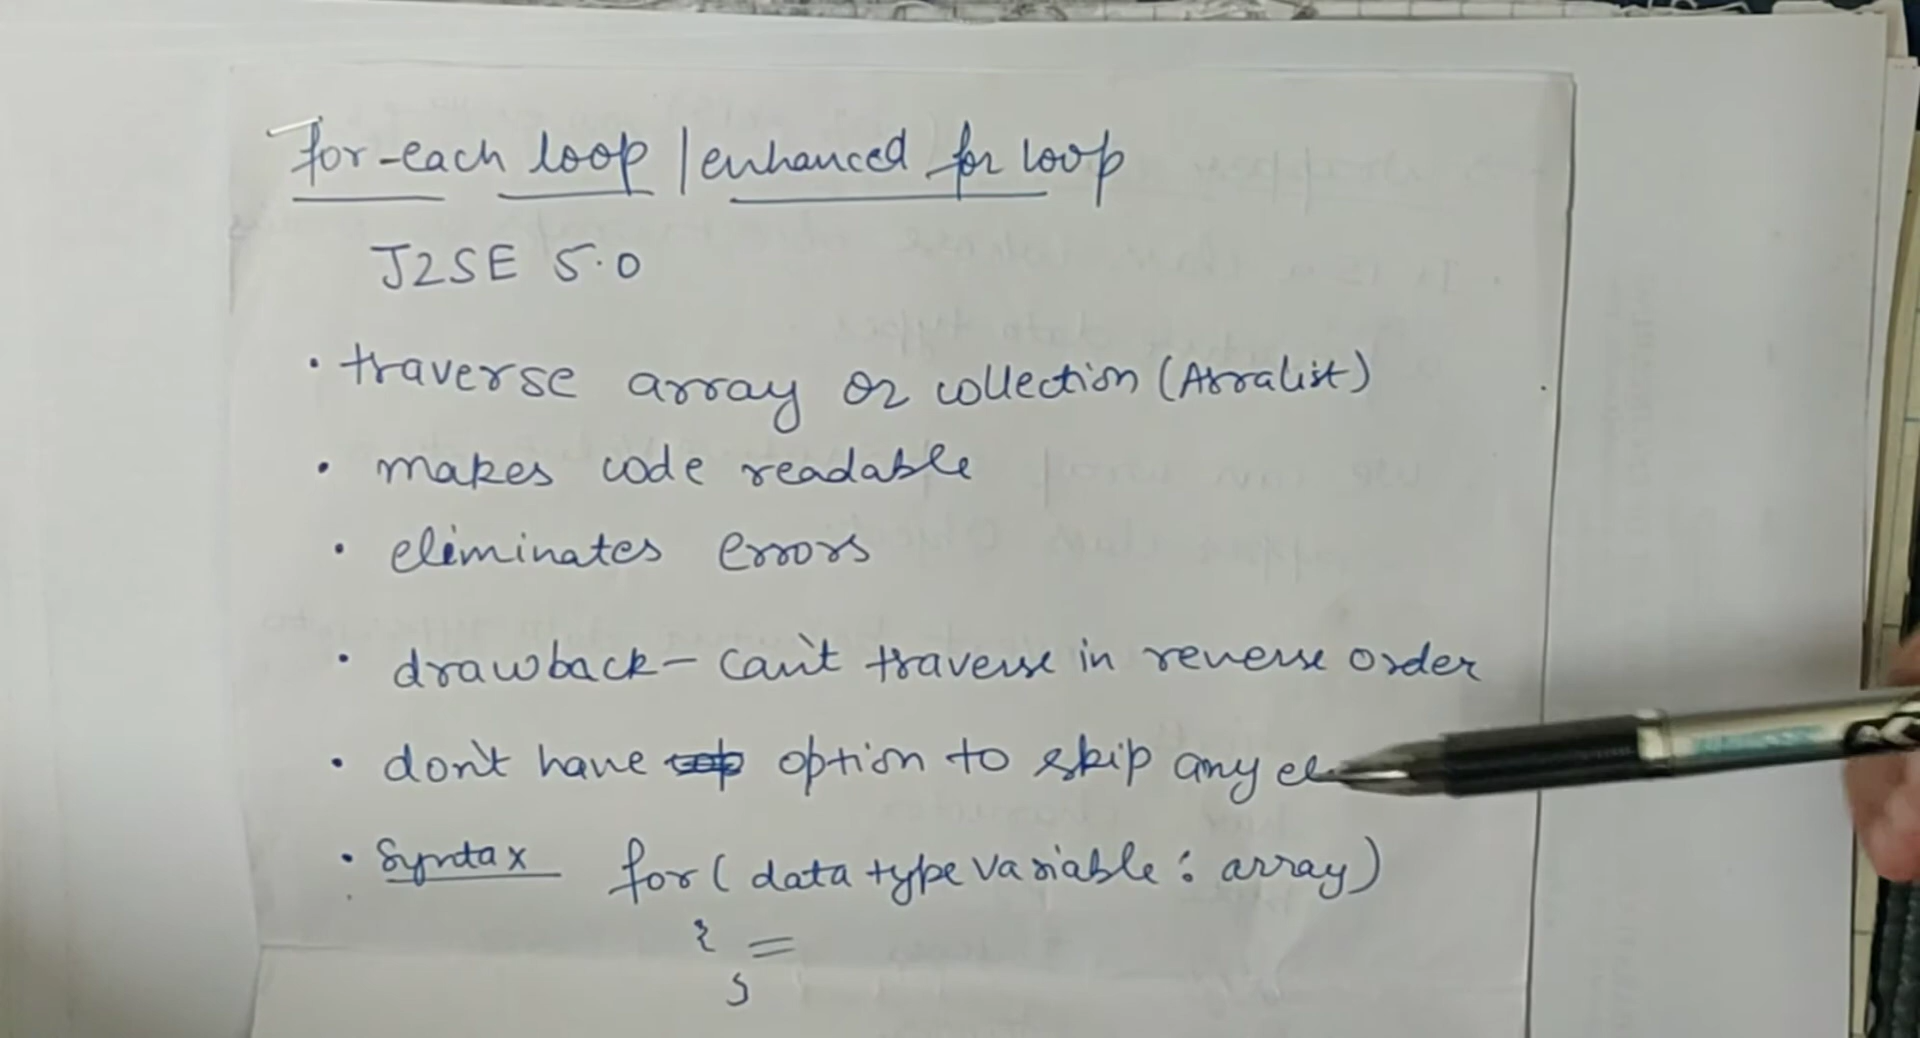 for-each loop | enhanced for loop
J2SE 5.0
• traverse array or collection (Arralist)
• makes code readable
• eliminates errors
• drawback - can't traverse in reverse order
• don't have option to skip any el
• Syntax for( data type variable : array)
{ =
}